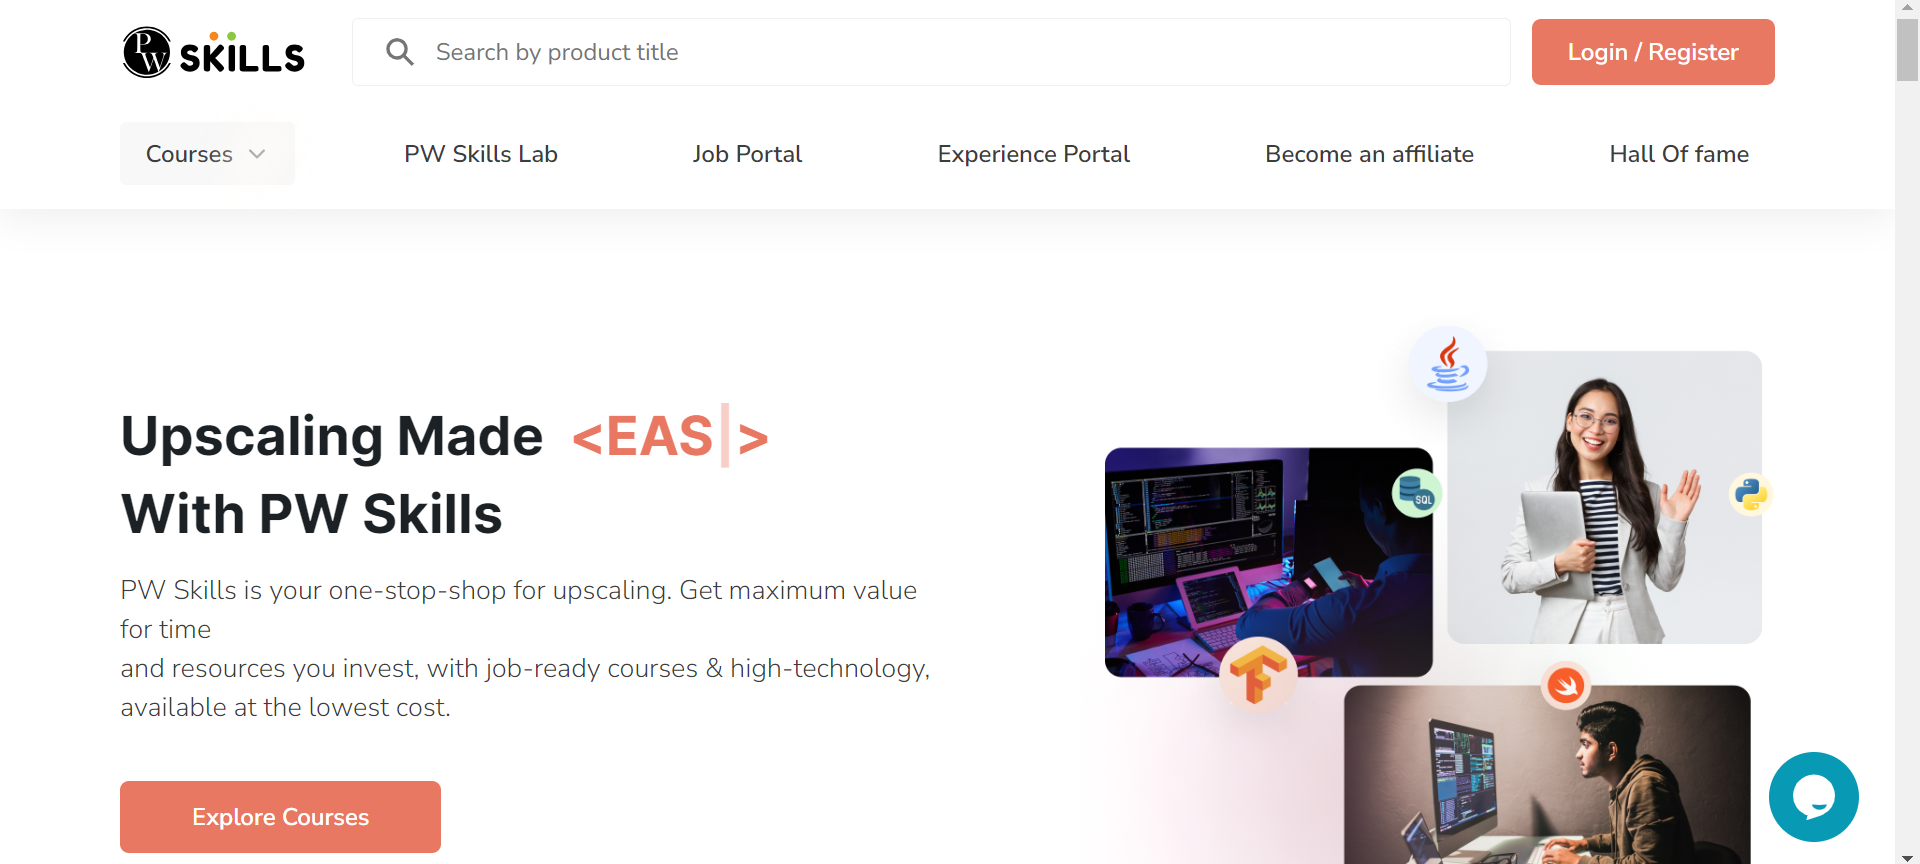 PW SKILLS
Search by product title
Login / Register
Courses
PW Skills Lab
Job Portal
Experience Portal
Become an affiliate
Hall Of fame
Upscaling Made <EAS|>
With PW Skills
PW Skills is your one-stop-shop for upscaling. Get maximum value
for time
and resources you invest, with job-ready courses & high-technology,
available at the lowest cost.
SQL
Explore Courses